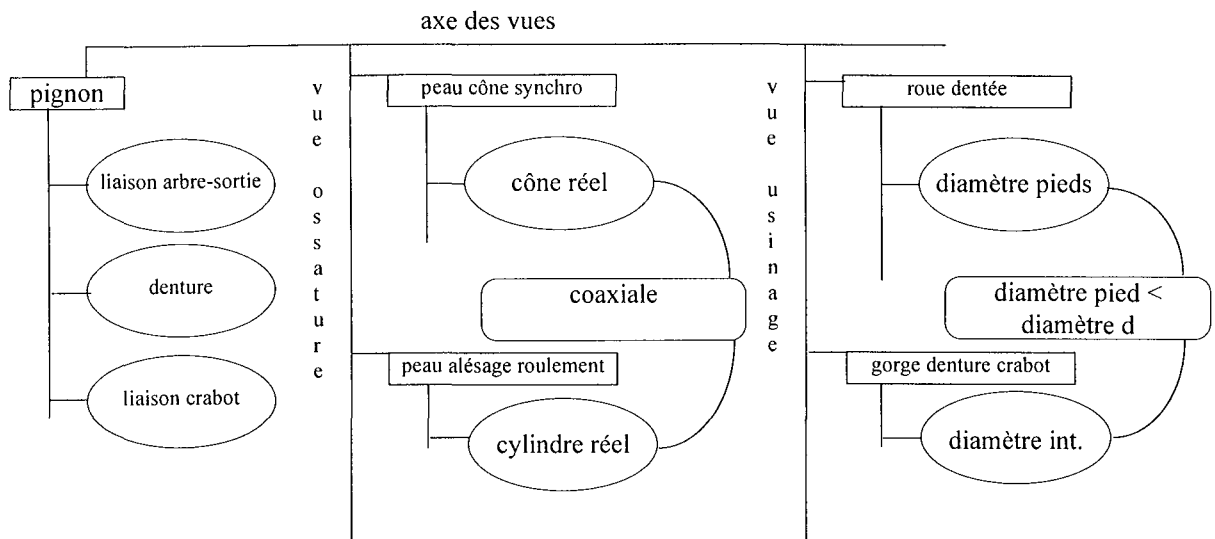 axe des vues
pignon
liaison arbre-sortie
denture
liaison crabot
vue ossature
peau cône synchro
cône réel
coaxiale
peau alésage roulement
cylindre réel
vue usinage
roue dentée
diamètre pieds
diamètre pied <
diamètre d
gorge denture crabot
diamètre int.